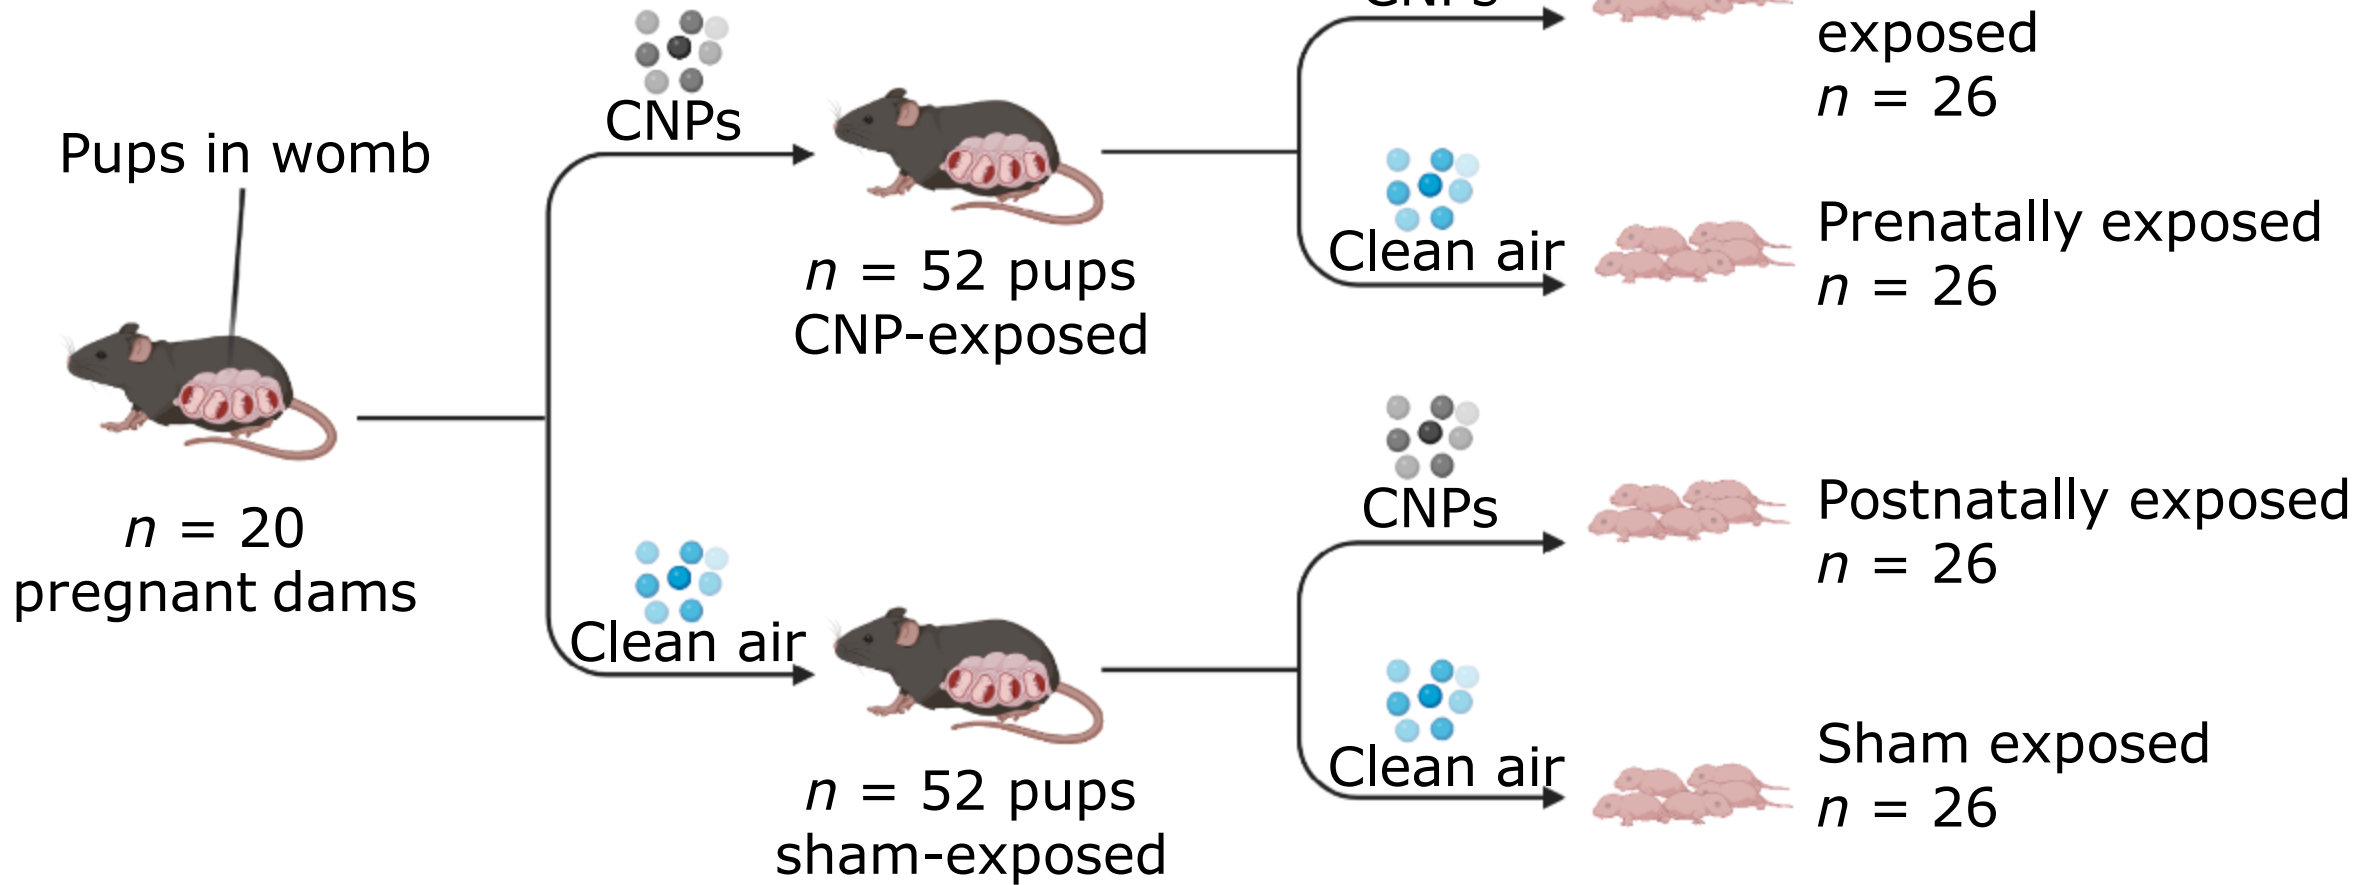 CNPs
exposed
n = 26
CNPs
Pups in womb
Clean air
Prenatally exposed
n = 26
n = 52 pups
CNP-exposed
n = 20
pregnant dams
CNPs
Postnatally exposed
n = 26
Clean air
n = 52 pups
sham-exposed
Clean air
Sham exposed
n = 26